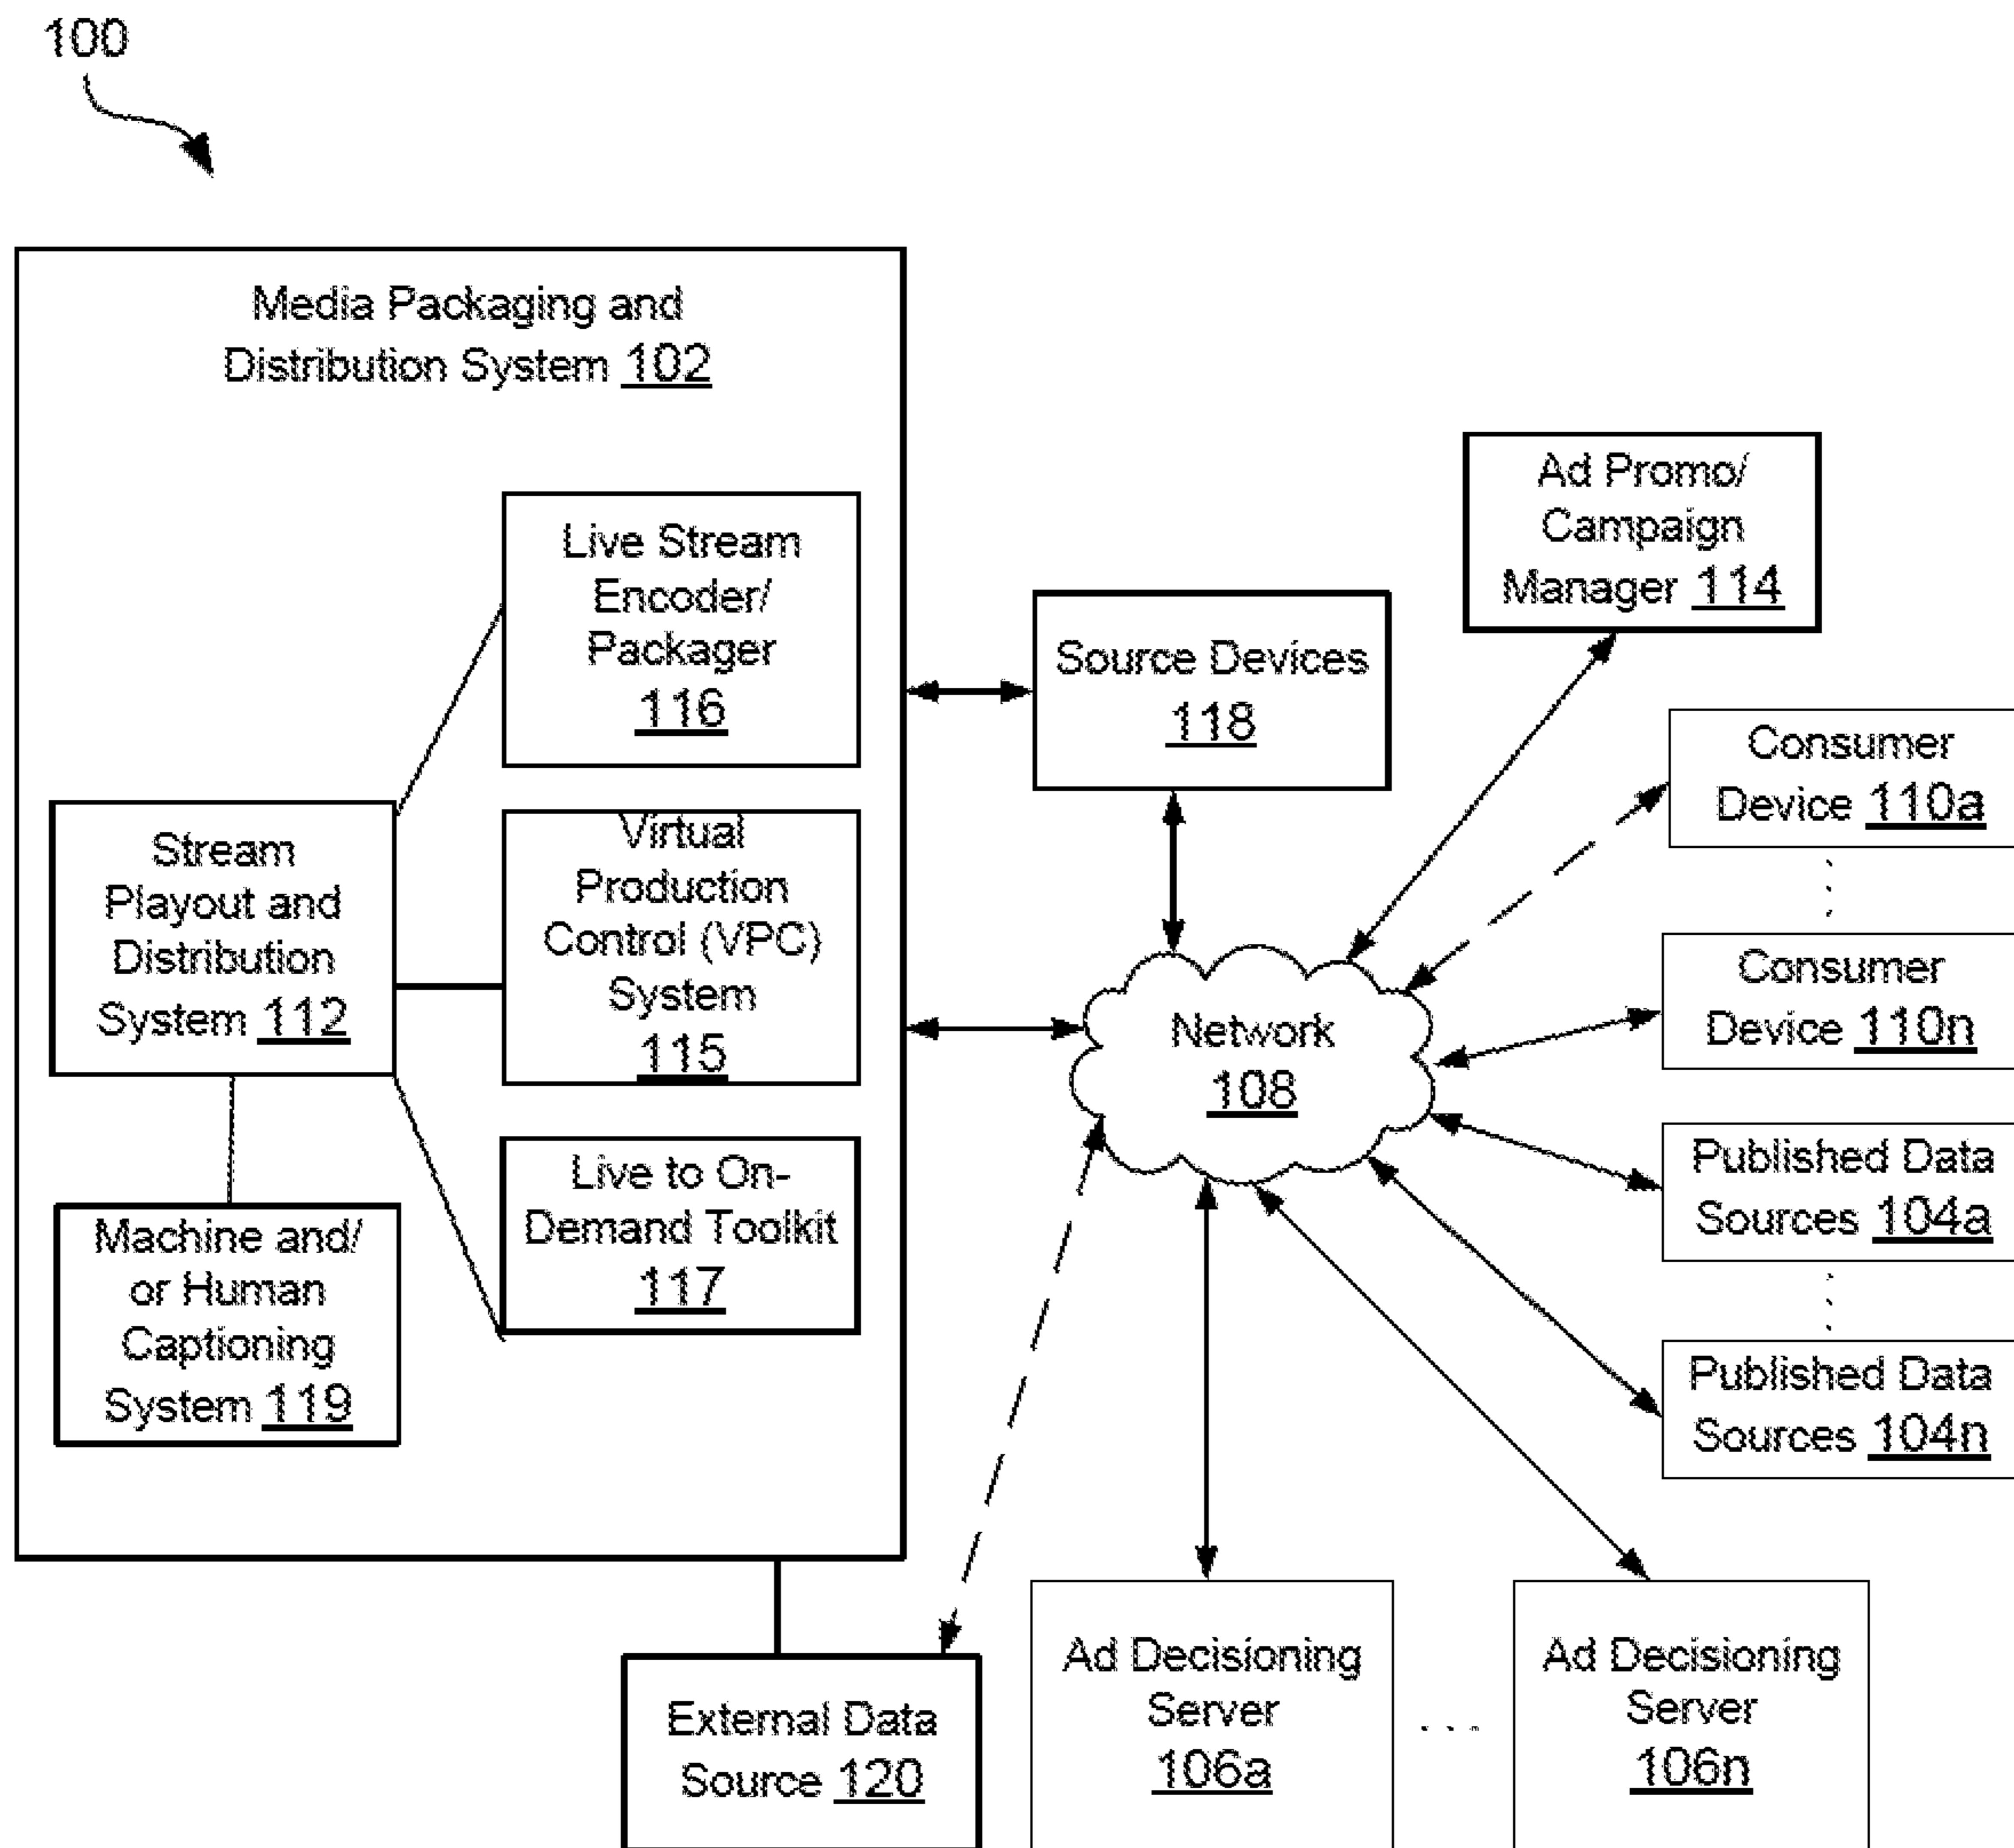 100
Media Packaging and
Distribution System 102
Live Stream
Encoder/
Packager
116
Stream
Playout and
Distribution
System 112
Virtual
Production
Control (VPC)
System
115
Machine and/
or Human
Captioning
System 119
Live to On-
Demand Toolkit
117
Source Devices
118
Ad Promo/
Campaign
Manager 114
Consumer
Device 110a
Consumer
Device 110n
Network
108
Published Data
Sources 104a
Published Data
Sources 104n
External Data
Source 120
Ad Decisioning
Server
106a
Ad Decisioning
Server
106n